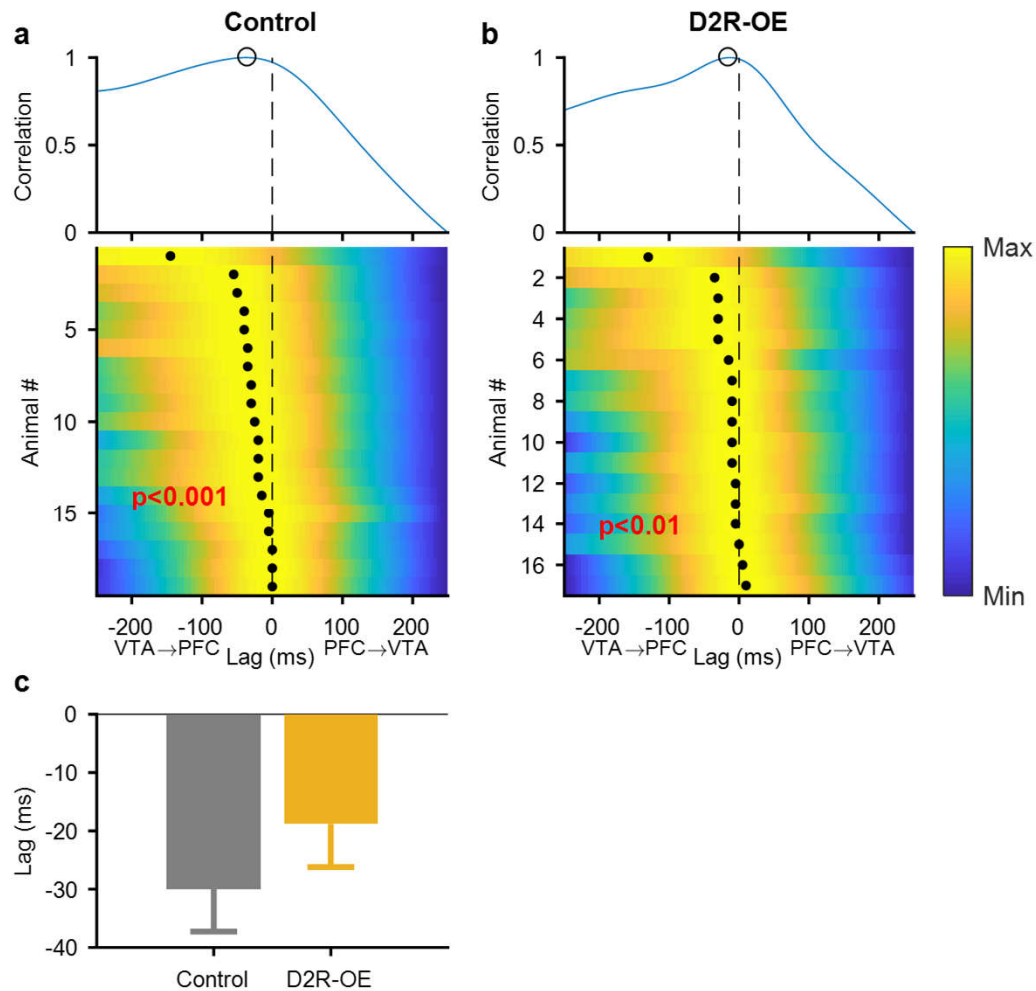 a
Control
b
D2R-OE
Correlation
1
0.5
0
Correlation
1
0.5
0
Animal #
5
10
15
p<0.001
-200
-100
0
100
200
VTA→PFC
Lag (ms)
PFC→VTA
Animal #
2
4
6
8
10
12
14
16
p<0.01
-200
-100
0
100
200
VTA→PFC
Lag (ms)
PFC→VTA
Max
Min
c
Lag (ms)
0
-10
-20
-30
-40
Control
D2R-OE